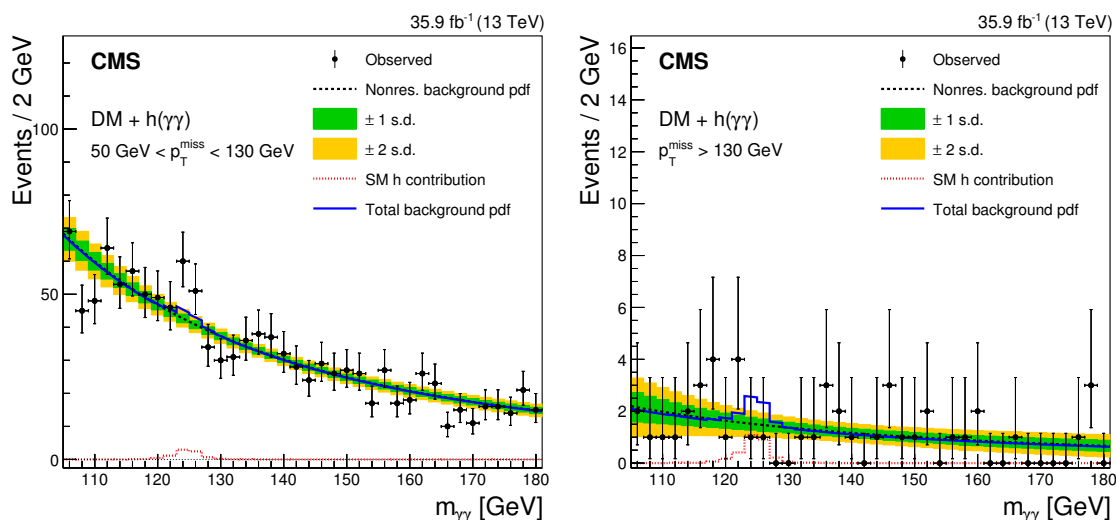 35.9 fb⁻¹ (13 TeV)
Events / 2 GeV
CMS
DM + h(γγ)
50 GeV < p_T^miss < 130 GeV
Observed
Nonres. background pdf
± 1 s.d.
± 2 s.d.
SM h contribution
Total background pdf
100
50
0
110 120 130 140 150 160 170 180
m_γγ [GeV]
35.9 fb⁻¹ (13 TeV)
Events / 2 GeV
CMS
DM + h(γγ)
p_T^miss > 130 GeV
Observed
Nonres. background pdf
± 1 s.d.
± 2 s.d.
SM h contribution
Total background pdf
16
14
12
10
8
6
4
2
0
110 120 130 140 150 160 170 180
m_γγ [GeV]